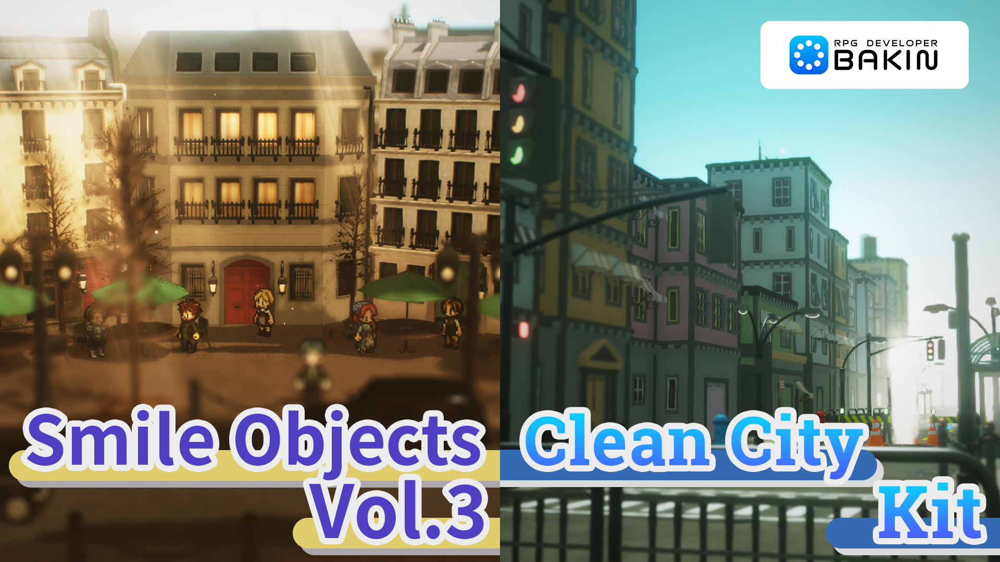 RPG DEVELOPER
BAKIN
Smile Objects
Vol.3
Clean City
Kit